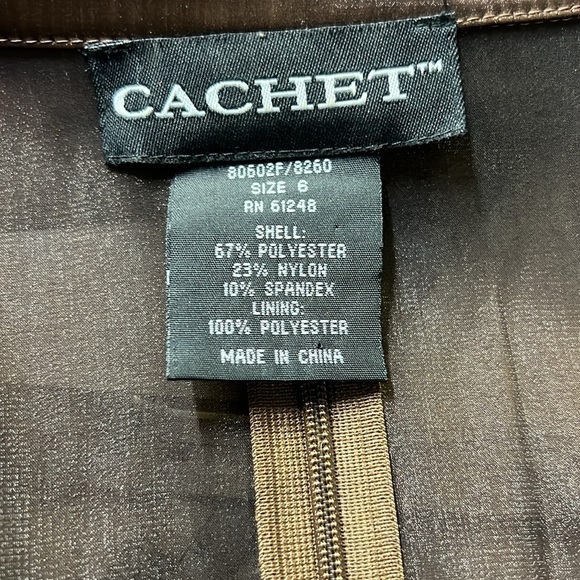 CACHET™
80602F/8260
SIZE 6
RN 61248
SHELL:
67% POLYESTER
23% NYLON
10% SPANDEX
LINING:
100% POLYESTER
MADE IN CHINA